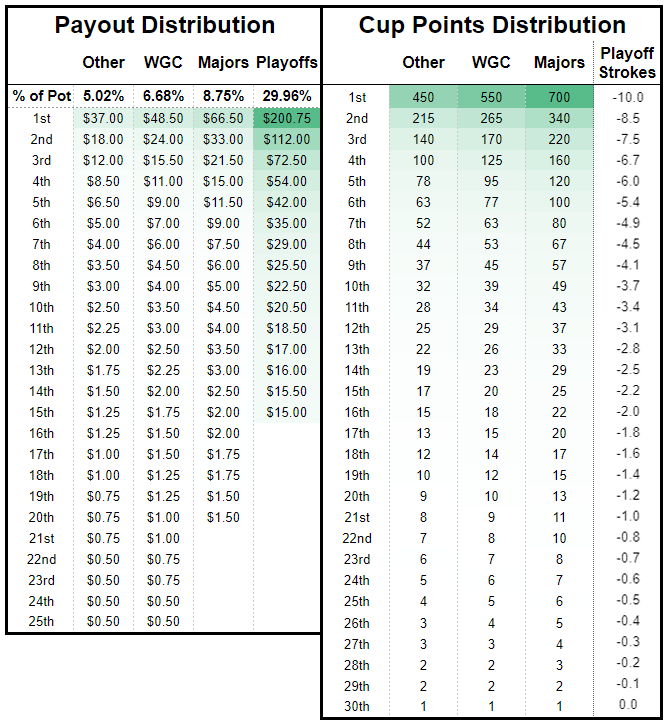 Payout Distribution
Other WGC Majors Playoffs
% of Pot 5.02% 6.68% 8.75% 29.96%
1st $37.00 $48.50 $66.50 $200.75
2nd $18.00 $24.00 $33.00 $112.00
3rd $12.00 $15.50 $21.50 $72.50
4th $8.50 $11.00 $15.00 $54.00
5th $6.50 $9.00 $11.50 $42.00
6th $5.00 $7.00 $9.00 $35.00
7th $4.00 $6.00 $7.50 $29.00
8th $3.50 $4.50 $6.00 $25.50
9th $3.00 $4.00 $5.00 $22.50
10th $2.50 $3.50 $4.50 $20.50
11th $2.25 $3.00 $4.00 $18.50
12th $2.00 $2.50 $3.50 $17.00
13th $1.75 $2.25 $3.00 $16.00
14th $1.50 $2.00 $2.50 $15.50
15th $1.25 $1.75 $2.00 $15.00
16th $1.25 $1.50 $2.00
17th $1.00 $1.50 $1.75
18th $1.00 $1.25 $1.75
19th $0.75 $1.25 $1.50
20th $0.75 $1.00 $1.50
21st $0.75 $1.00
22nd $0.50 $0.75
23rd $0.50 $0.75
24th $0.50 $0.50
25th $0.50 $0.50
Cup Points Distribution
Other WGC Majors Playoff
Strokes
1st 450 550 700 -10.0
2nd 215 265 340 -8.5
3rd 140 170 220 -7.5
4th 100 125 160 -6.7
5th 78 95 120 -6.0
6th 63 77 100 -5.4
7th 52 63 80 -4.9
8th 44 53 67 -4.5
9th 37 45 57 -4.1
10th 32 39 49 -3.7
11th 28 34 43 -3.4
12th 25 29 37 -3.1
13th 22 26 33 -2.8
14th 19 23 29 -2.5
15th 17 20 25 -2.2
16th 15 18 22 -2.0
17th 13 15 20 -1.8
18th 12 14 17 -1.6
19th 10 12 15 -1.4
20th 9 10 13 -1.2
21st 8 9 11 -1.0
22nd 7 8 10 -0.8
23rd 6 7 8 -0.7
24th 5 6 7 -0.6
25th 4 5 6 -0.5
26th 3 4 5 -0.4
27th 3 3 4 -0.3
28th 2 2 3 -0.2
29th 2 2 2 -0.1
30th 1 1 1 0.0